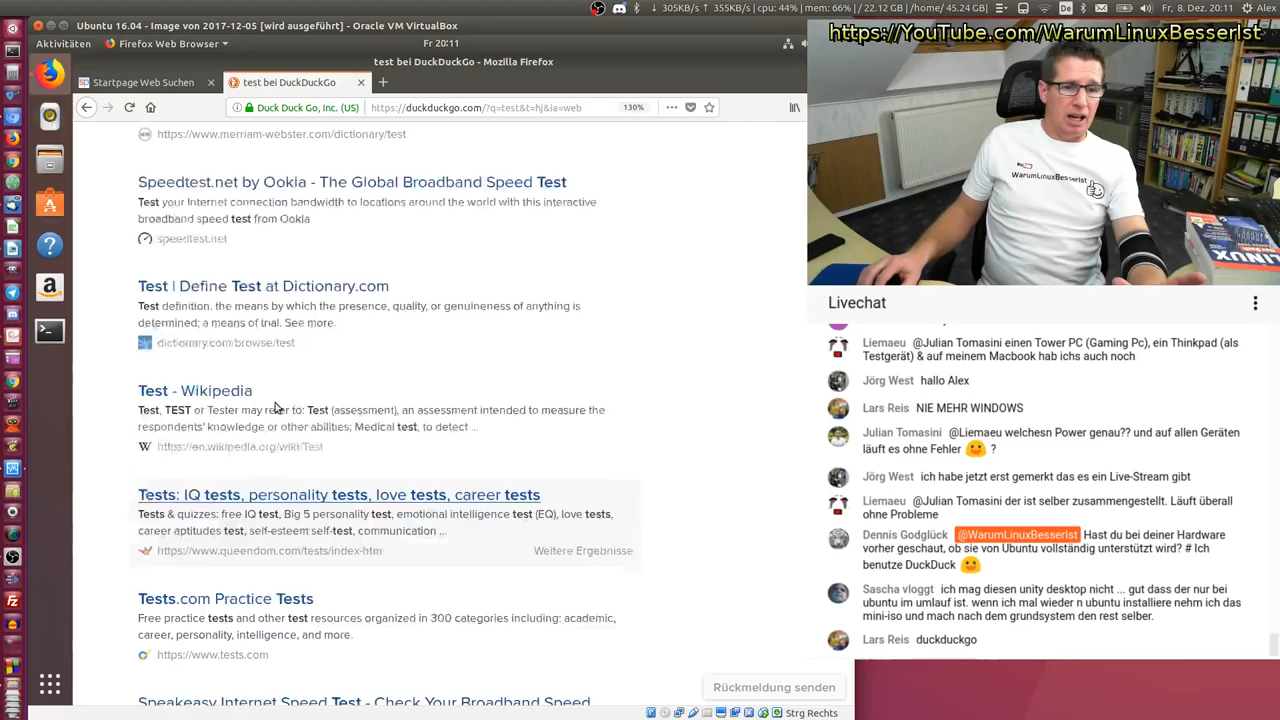 305KB/s 355KB/s | cpu: 44% mem: 66% / 22.12 GB /home/45.24 GB
De
Fr, 8. Dez, 20:11
Alex
Ubuntu 16.04 - Image von 2017-12-05 [wird ausgeführt] - Oracle VM VirtualBox
Aktivitäten
Firefox Web Browser
Fr 20:11
test bei DuckDuckGo - Mozilla Firefox
Startpage Web Suchen
test bei DuckDuckGo
Duck Duck Go, Inc. (US)
https://duckduckgo.com/?q=test&t=hj&ia=web
130%
https://www.merriam-webster.com/dictionary/test
Speedtest.net by Ookla - The Global Broadband Speed Test
Test your Internet connection bandwidth to locations around the world with this interactive
broadband speed test from Ookla
speedtest.net
Test | Define Test at Dictionary.com
Test definition, the means by which the presence, quality, or genuineness of anything is
determined; a means of trial. See more.
dictionary.com/browse/test
Test - Wikipedia
Test, TEST or Tester may refer to: Test (assessment), an assessment intended to measure the
respondents' knowledge or other abilities; Medical test, to detect ...
https://en.wikipedia.org/wiki/Test
Tests: IQ tests, personality tests, love tests, career tests
Tests & quizzes: free IQ test, Big 5 personality test, emotional intelligence test (EQ), love tests,
career aptitudes test, self-esteem self-test, communication ...
https://www.queendom.com/tests/index-htm
Weitere Ergebnisse
Tests.com Practice Tests
Free practice tests and other test resources organized in 300 categories including: academic,
career, personality, intelligence, and more.
https://www.tests.com
Speakeasy Internet Speed Test - Check Your Broadband Speed
Rückmeldung senden
Strg Rechts
https://YouTube.com/WarumLinuxBesserIst
WarumLinuxBesserIst
LINUX
Livechat
Liemaeu @Julian Tomasini einen Tower PC (Gaming Pc), ein Thinkpad (als
Testgerät) & auf meinem Macbook hab ichs auch noch
Jörg West hallo Alex
Lars Reis NIE MEHR WINDOWS
Julian Tomasini @Liemaeu welchesn Power genau?? und auf allen Geräten
läuft es ohne Fehler ?
Jörg West ich habe jetzt erst gemerkt das es ein Live-Stream gibt
Liemaeu @Julian Tomasini der ist selber zusammengestellt. Läuft überall
ohne Probleme
Dennis Godglück @WarumLinuxBesserIst Hast du bei deiner Hardware
vorher geschaut, ob sie von Ubuntu vollständig unterstützt wird? # Ich
benutze DuckDuck
Sascha vloggt ich mag diesen unity desktop nicht ... gut dass der nur bei
ubuntu im umlauf ist. wenn ich mal wieder n ubuntu installiere nehm ich das
mini-iso und mach nach dem grundsystem den rest selber.
Lars Reis duckduckgo